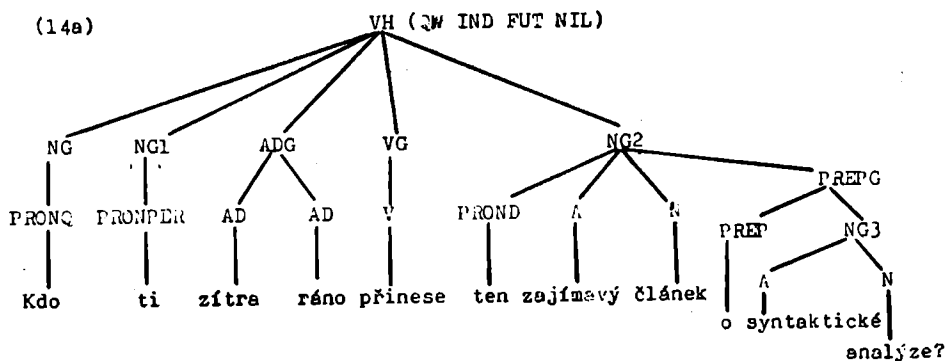 (14a) VH (QW IND FUT NIL)
NG NG1 ADG VG NG2
PREPG
PRONQ PRONPER AD AD V PROND A N PREP NG3
Kdo ti zítra ráno přinese ten zajímavý článek A N
o syntaktické
analýze?